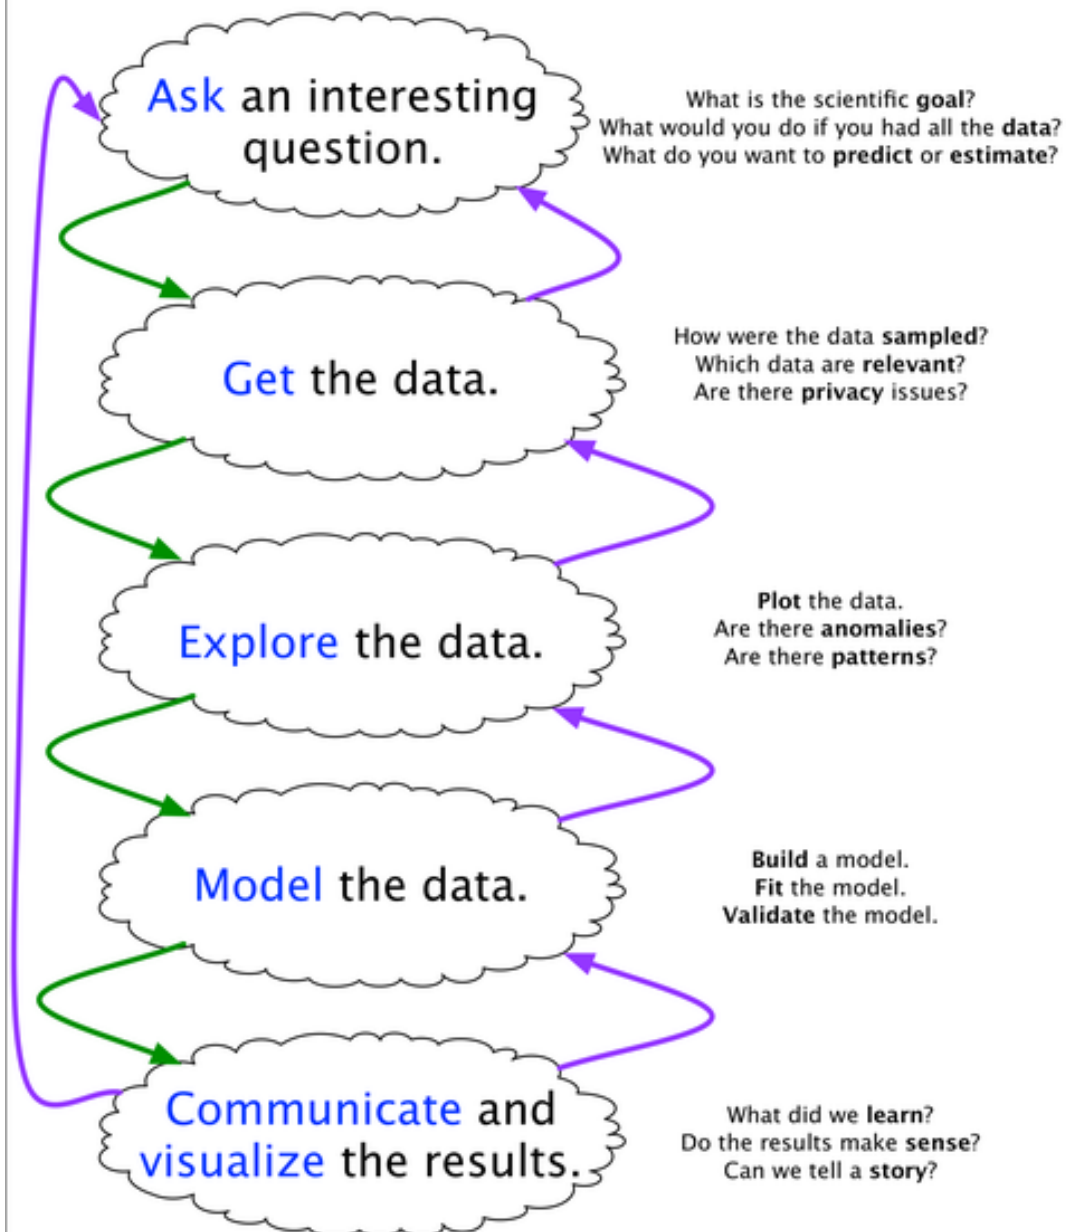 Ask an interesting
question.
What is the scientific goal?
What would you do if you had all the data?
What do you want to predict or estimate?
Get the data.
How were the data sampled?
Which data are relevant?
Are there privacy issues?
Explore the data.
Plot the data.
Are there anomalies?
Are there patterns?
Model the data.
Build a model.
Fit the model.
Validate the model.
Communicate and
visualize the results.
What did we learn?
Do the results make sense?
Can we tell a story?